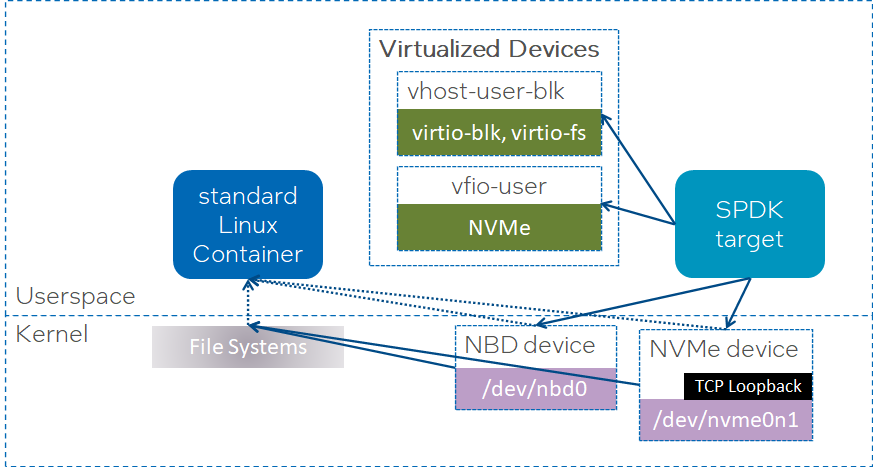 Virtualized Devices
vhost-user-blk
virtio-blk, virtio-fs
vfio-user
NVMe
standard
Linux
Container
SPDK
target
Userspace
Kernel
File Systems
NBD device
/dev/nbd0
NVMe device
TCP Loopback
/dev/nvme0n1